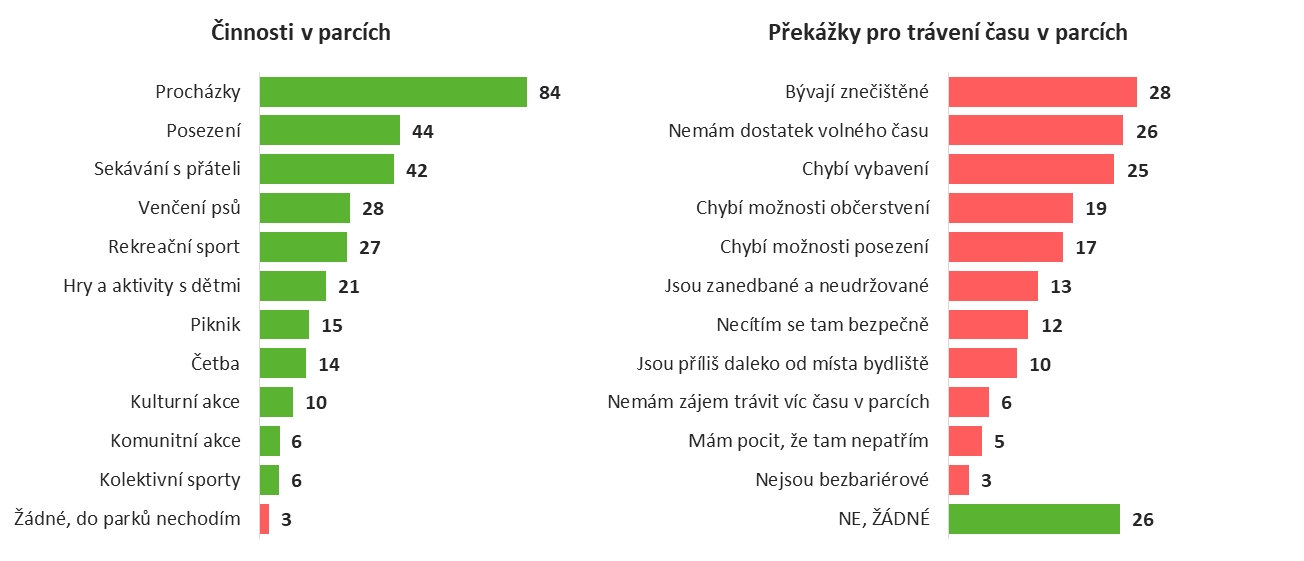 Činnosti v parcích
Procházky 84
Posezení 44
Sekávání s přáteli 42
Venčení psů 28
Rekreační sport 27
Hry a aktivity s dětmi 21
Piknik 15
Četba 14
Kulturní akce 10
Komunitní akce 6
Kolektivní sporty 6
Žádné, do parků nechodím 3
Překážky pro trávení času v parcích
Bývají znečištěné 28
Nemám dostatek volného času 26
Chybí vybavení 25
Chybí možnosti občerstvení 19
Chybí možnosti posezení 17
Jsou zanedbané a neudržované 13
Necítím se tam bezpečně 12
Jsou příliš daleko od místa bydliště 10
Nemám zájem trávit víc času v parcích 6
Mám pocit, že tam nepatřím 5
Nejsou bezbariérové 3
NE, ŽÁDNÉ 26